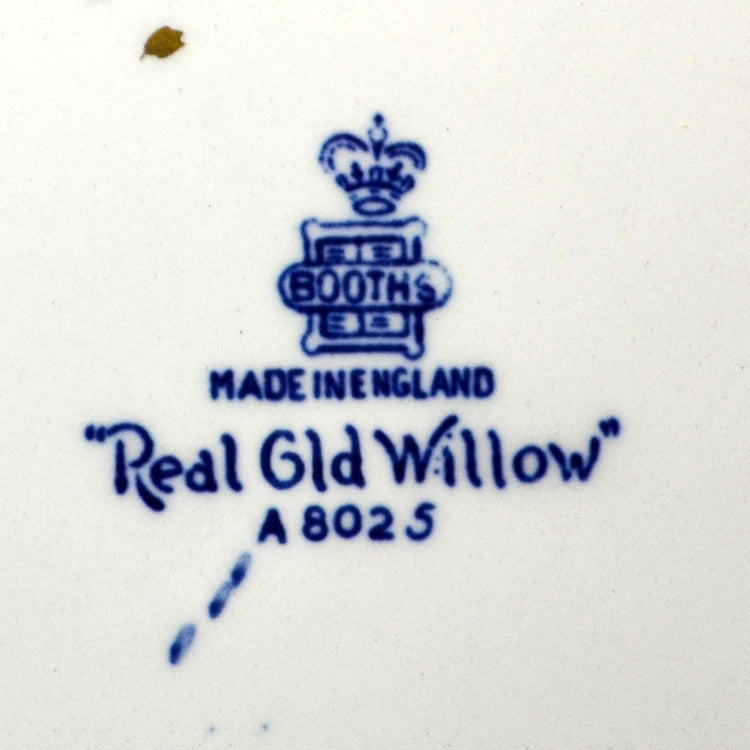 BOOTHS
MADE IN ENGLAND
"Real Old Willow"
A 8025